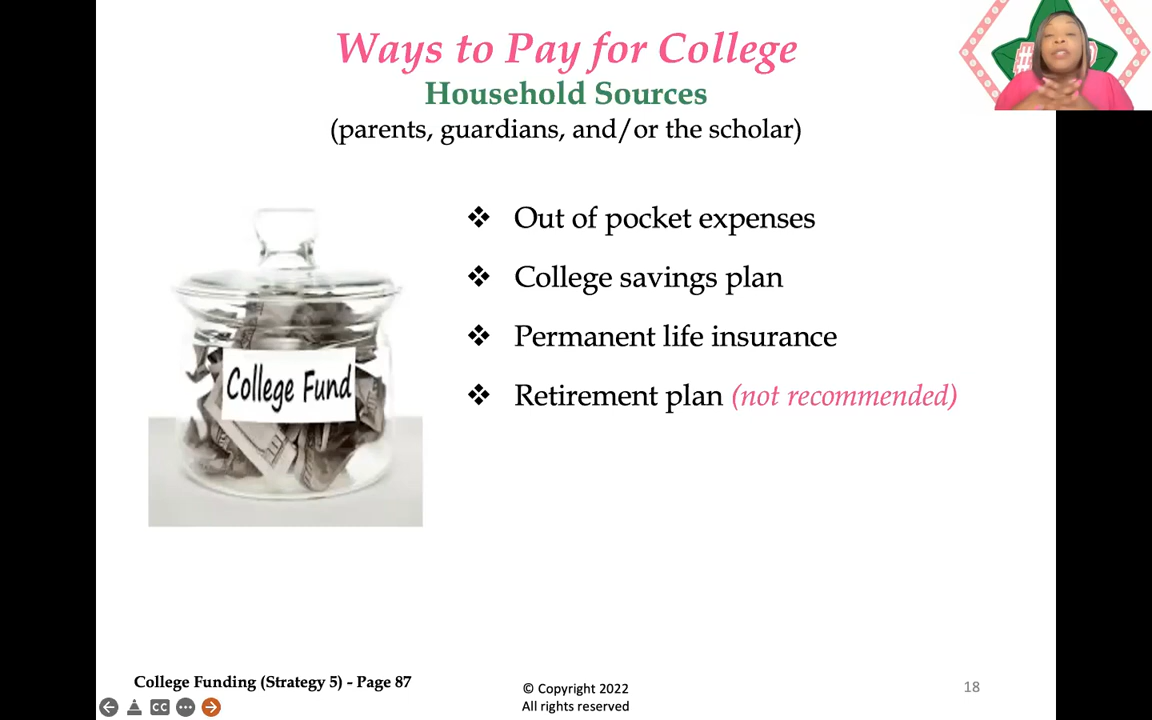 Ways to Pay for College
Household Sources
(parents, guardians, and/or the scholar)
❖ Out of pocket expenses
❖ College savings plan
❖ Permanent life insurance
❖ Retirement plan (not recommended)
College Fund
College Funding (Strategy 5) - Page 87
© Copyright 2022
All rights reserved
18
CC